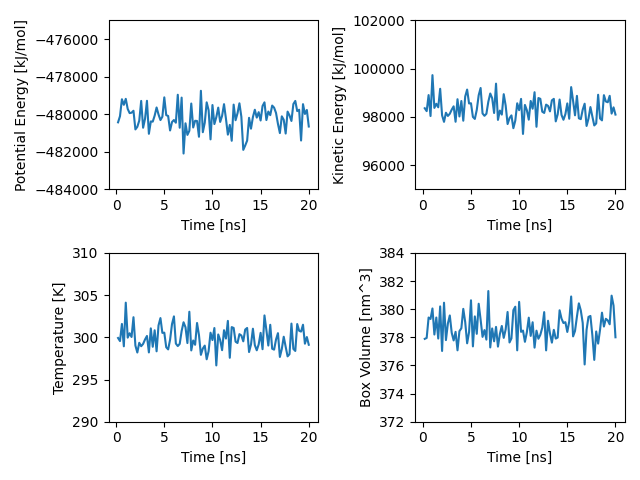 Potential Energy [kJ/mol]
−476000
−478000
−480000
−482000
−484000
0 5 10 15 20
Time [ns]
Kinetic Energy [kJ/mol]
102000
100000
98000
96000
0 5 10 15 20
Time [ns]
Temperature [K]
310
305
300
295
290
0 5 10 15 20
Time [ns]
Box Volume [nm^3]
384
382
380
378
376
374
372
0 5 10 15 20
Time [ns]